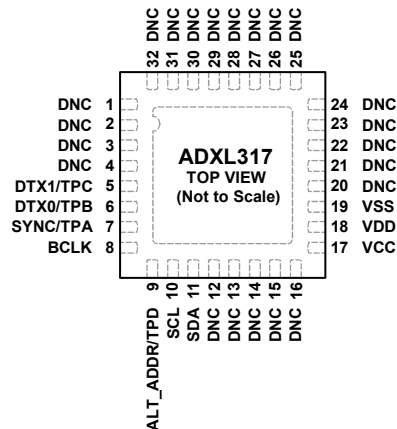 32 DNC
31 DNC
30 DNC
29 DNC
28 DNC
27 DNC
26 DNC
25 DNC
DNC 1
DNC 2
DNC 3
DNC 4
DTX1/TPC 5
DTX0/TPB 6
SYNC/TPA 7
BCLK 8
ADXL317
TOP VIEW
(Not to Scale)
24 DNC
23 DNC
22 DNC
21 DNC
20 DNC
19 VSS
18 VDD
17 VCC
ALT_ADDR/TPD 9
SCL 10
SDA 11
DNC 12
DNC 13
DNC 14
DNC 15
DNC 16